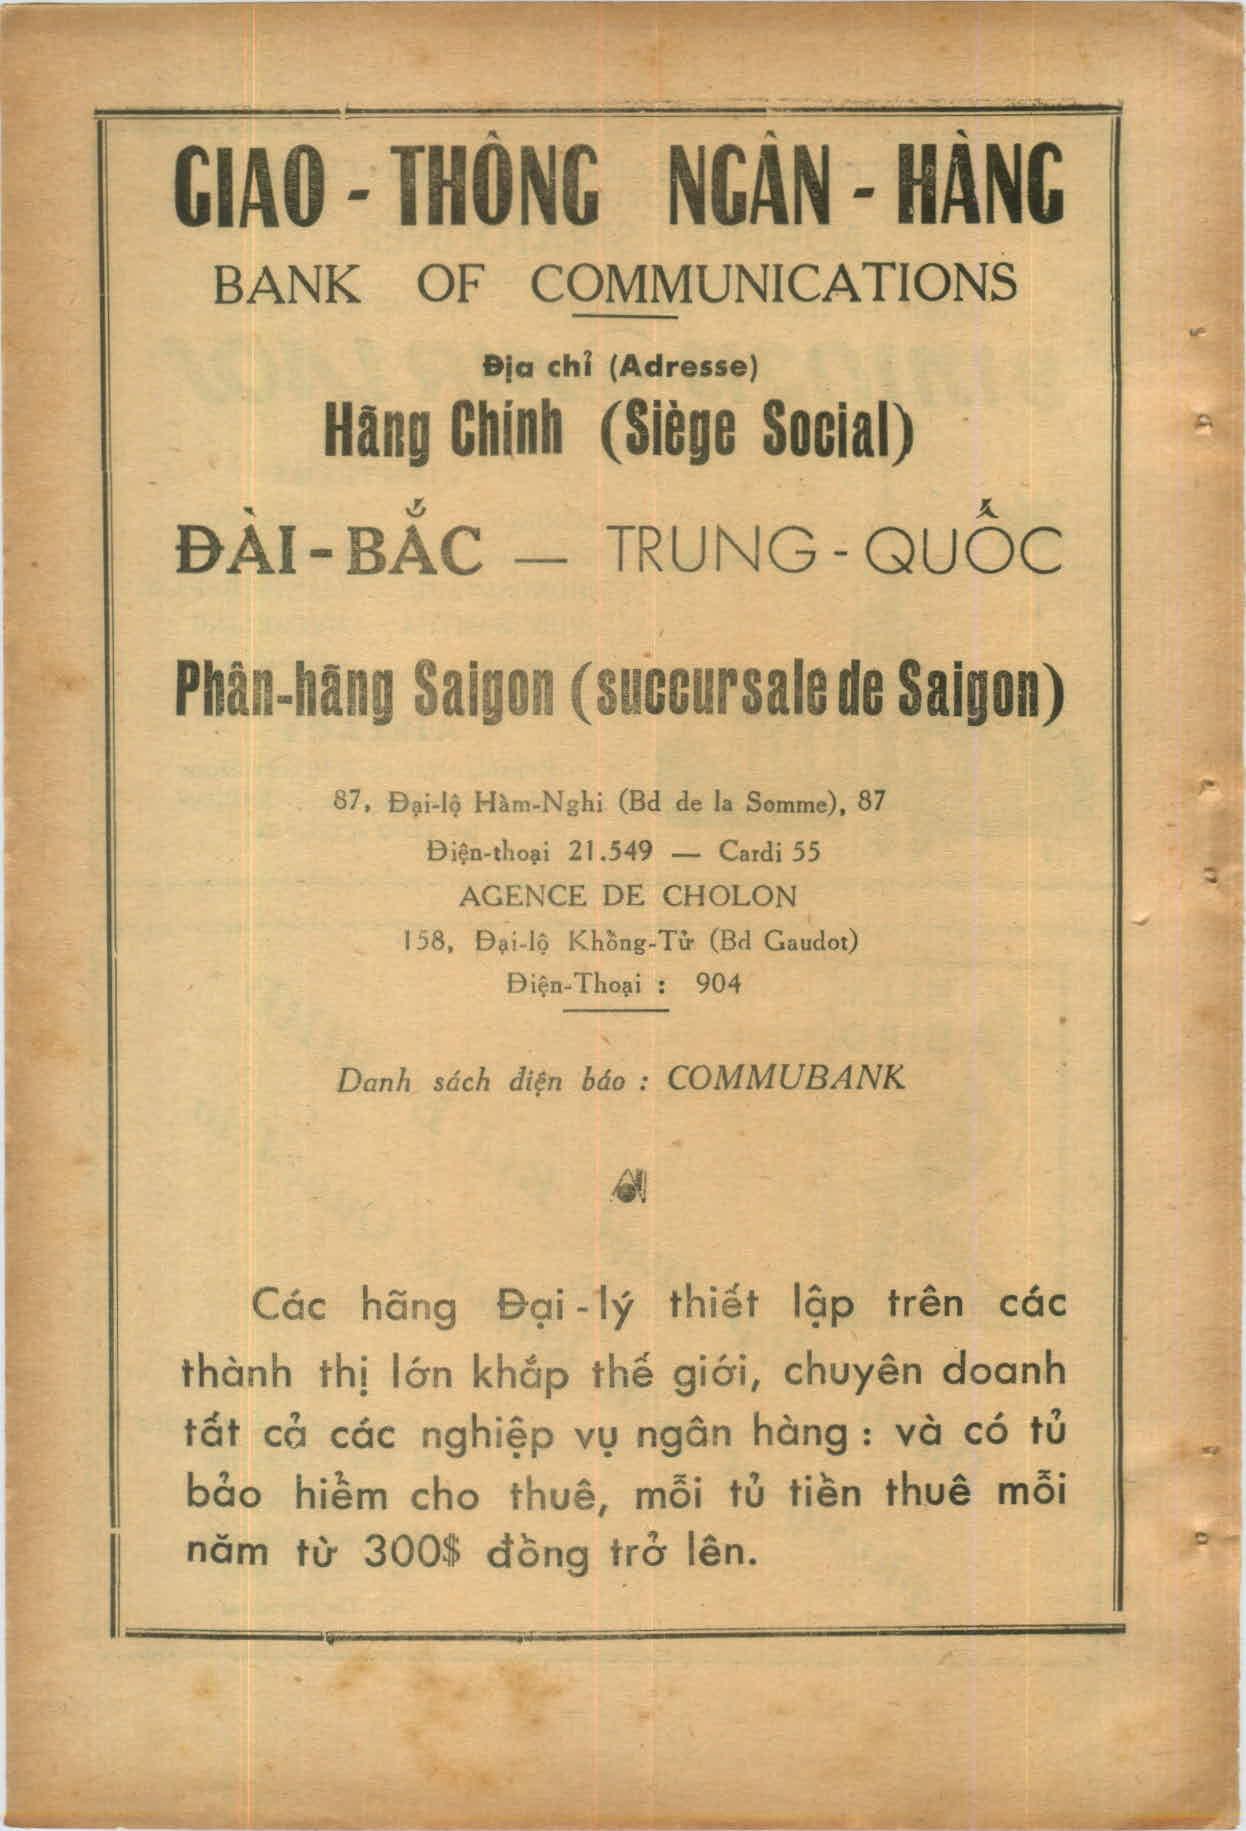 GIAO - THÔNG NGÂN - HÀNG
BANK OF COMMUNICATIONS
Địa chỉ (Adresse)
Hãng Chính (Siège Social)
ĐÀI - BẮC — TRUNG - QUỐC
Phân-hãng Saigon (succursale de Saigon)
87, Đại-lộ Hàm-Nghi (Bd de la Somme), 87
Điện-thoại 21.549 — Cardi 55
AGENCE DE CHOLON
158, Đại-lộ Khổng-Tử (Bd Gaudot)
Điện-Thoại : 904
Danh sách điện báo : COMMUBANK
Các hãng Đại - lý thiết lập trên các
thành thị lớn khắp thế giới, chuyên doanh
tất cả các nghiệp vụ ngân hàng : và có tủ
bảo hiểm cho thuê, mỗi tủ tiền thuê mỗi
năm từ 300$ đồng trở lên.